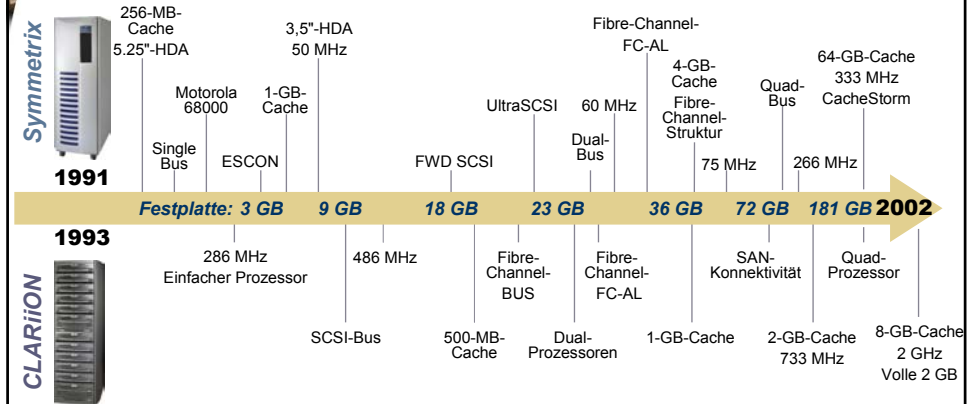 Symmetrix
256-MB-
Cache
5.25"-HDA
Single
Bus
Motorola
68000
ESCON
1-GB-
Cache
3,5"-HDA
50 MHz
FWD SCSI
UltraSCSI
Dual-
Bus
60 MHz
Fibre-Channel-
FC-AL
4-GB-
Cache
Fibre-
Channel-
Struktur
75 MHz
Quad-
Bus
266 MHz
64-GB-Cache
333 MHz
CacheStorm
1991
Festplatte: 3 GB 9 GB 18 GB 23 GB 36 GB 72 GB 181 GB 2002
1993
CLARiiON
286 MHz
Einfacher Prozessor
SCSI-Bus
486 MHz
500-MB-
Cache
Fibre-
Channel-
BUS
Dual-
Prozessoren
Fibre-
Channel-
FC-AL
1-GB-Cache
SAN-
Konnektivität
2-GB-Cache
733 MHz
Quad-
Prozessor
8-GB-Cache
2 GHz
Volle 2 GB